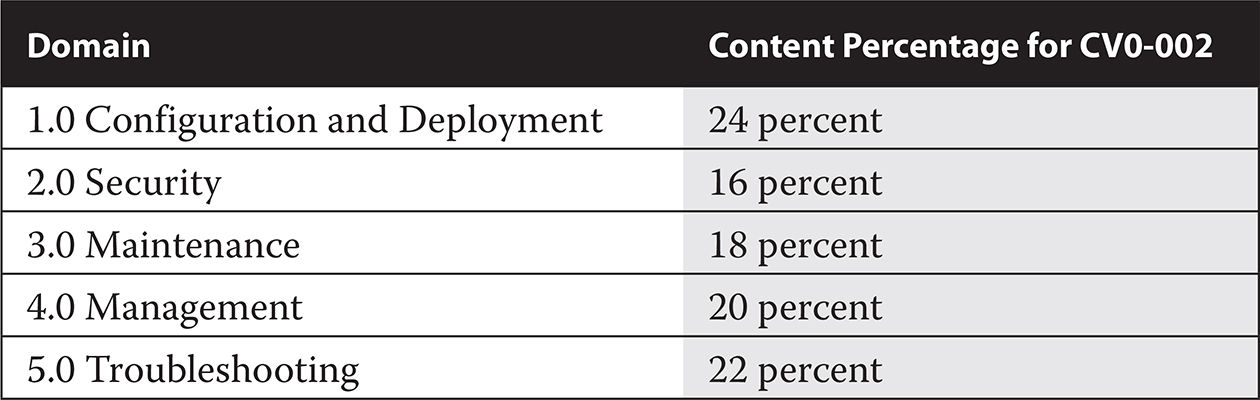 Domain Content Percentage for CV0-002
1.0 Configuration and Deployment 24 percent
2.0 Security 16 percent
3.0 Maintenance 18 percent
4.0 Management 20 percent
5.0 Troubleshooting 22 percent